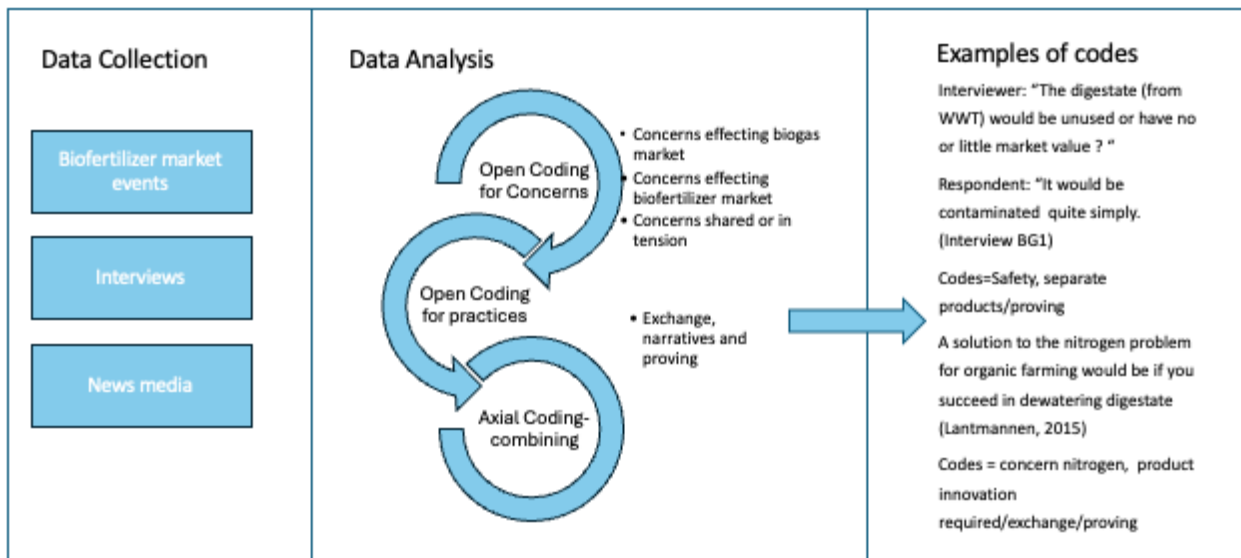 Data Collection
Biofertilizer market
events
Interviews
News media
Data Analysis
Open Coding
for Concerns
• Concerns effecting biogas
market
• Concerns effecting
biofertilizer market
• Concerns shared or in
tension
Open Coding
for practices
• Exchange,
narratives and
proving
Axial Coding-
combining
Examples of codes
Interviewer: “The digestate (from
WWT) would be unused or have no
or little market value ? “
Respondent: “It would be
contaminated quite simply.
(Interview BG1)
Codes=Safety, separate
products/proving
A solution to the nitrogen problem
for organic farming would be if you
succeed in dewatering digestate
(Lantmannen, 2015)
Codes = concern nitrogen, product
innovation
required/exchange/proving